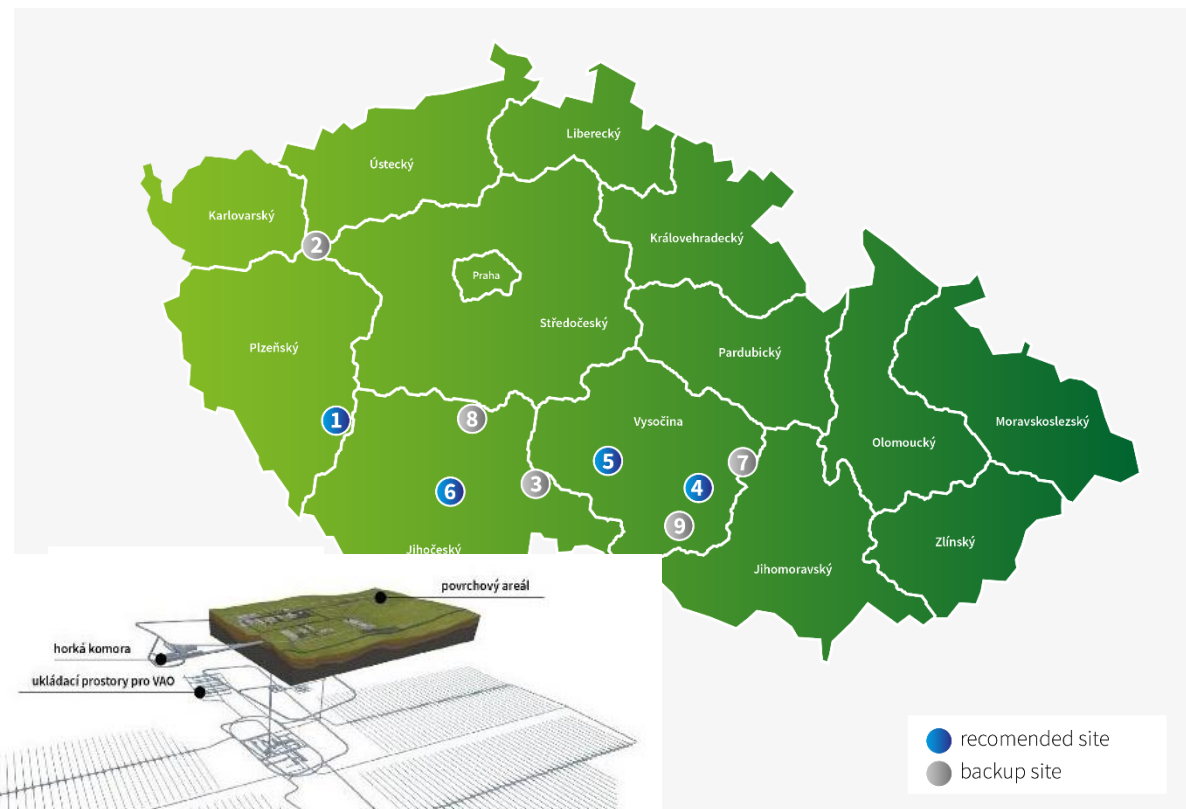 Liberecký
Ústecký
Karlovarský
Královehradecký
2
Praha
Středočeský
Plzeňský
Pardubický
1
8
Vysočina
Moravskoslezský
Olomoucký
5
7
3
6
4
9
Zlínský
Jihočeský
Jihomoravský
povrchový areál
horká komora
ukládací prostory pro VAO
recomended site
backup site